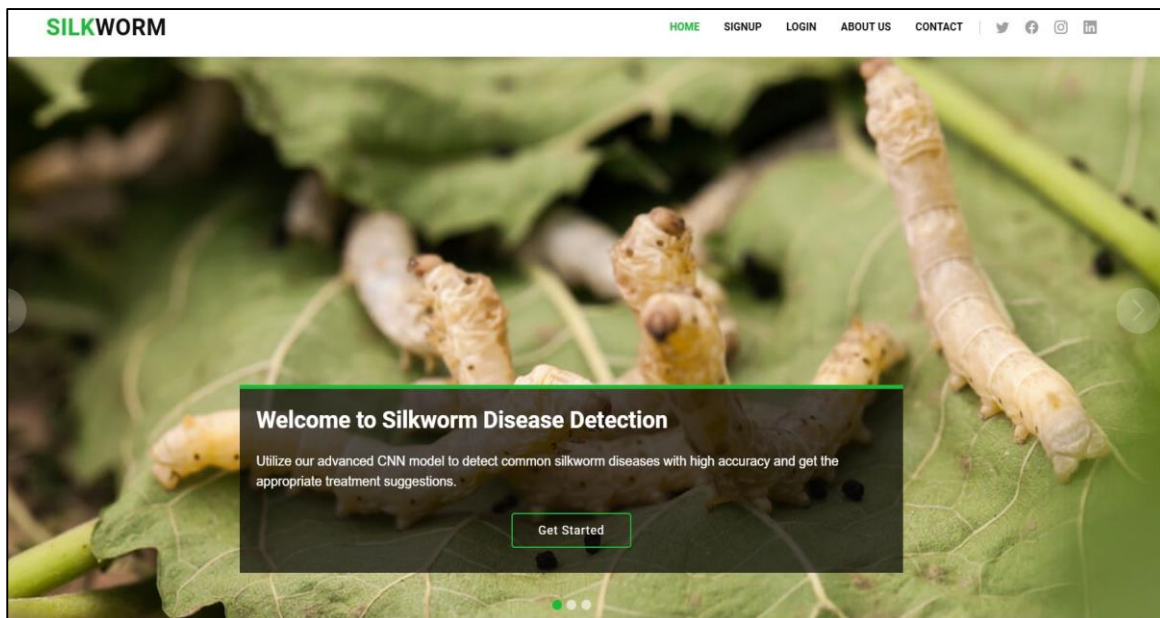 SILKWORM
HOME SIGNUP LOGIN ABOUT US CONTACT
Welcome to Silkworm Disease Detection
Utilize our advanced CNN model to detect common silkworm diseases with high accuracy and get the
appropriate treatment suggestions.
Get Started